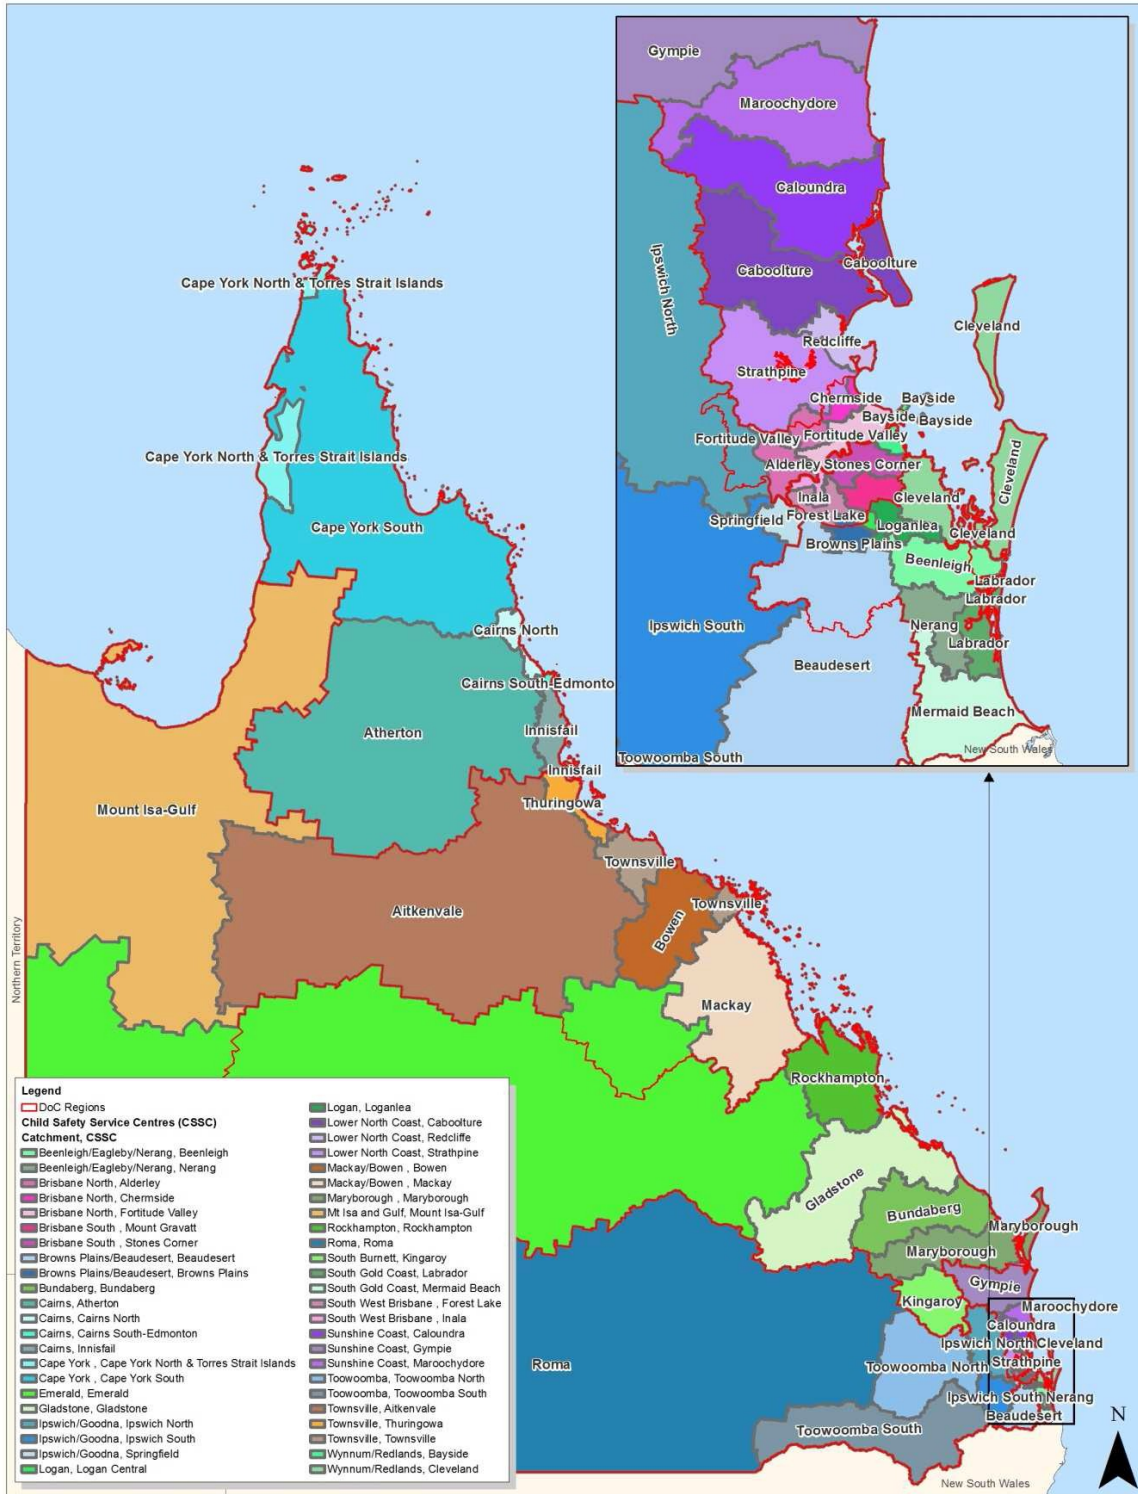 Gympie
Maroochydore
Caloundra
Ipswich North
Caboolture
Caboolture
Cleveland
Redcliffe
Strathpine
Chermside
Bayside
Bayside
Bayside
Fortitude Valley
Fortitude Valley
Alderley
Stones Corner
Cleveland
Inala
Cleveland
Forest Lake
Springfield
Loganlea
Cleveland
Browns Plains
Beenleigh
Labrador
Labrador
Ipswich South
Nerang
Labrador
Beaudesert
Mermaid Beach
New South Wales
Toowoomba South
Cape York North & Torres Strait Islands
Cape York North & Torres Strait Islands
Cape York South
Cairns North
Cairns South-Edmonto
Atherton
Innisfail
Innisfail
Mount Isa-Gulf
Thuringowa
Townsville
Aitkenvale
Townsville
Bowen
Northern Territory
Mackay
Rockhampton
Gladstone
Bundaberg
Maryborough
Maryborough
Gympie
Kingaroy
Maroochydore
Caloundra
Ipswich North
Cleveland
Strathpine
Roma
Toowoomba North
Ipswich South
Nerang
Beaudesert
Toowoomba South
New South Wales
N
Legend
DoC Regions
Child Safety Service Centres (CSSC)
Catchment, CSSC
Beenleigh/Eagleby/Nerang, Beenleigh
Beenleigh/Eagleby/Nerang, Nerang
Brisbane North, Alderley
Brisbane North, Chermside
Brisbane North, Fortitude Valley
Brisbane South , Mount Gravatt
Brisbane South , Stones Corner
Browns Plains/Beaudesert, Beaudesert
Browns Plains/Beaudesert, Browns Plains
Bundaberg, Bundaberg
Cairns, Atherton
Cairns, Cairns North
Cairns, Cairns South-Edmonton
Cairns, Innisfail
Cape York , Cape York North & Torres Strait Islands
Cape York , Cape York South
Emerald, Emerald
Gladstone, Gladstone
Ipswich/Goodna, Ipswich North
Ipswich/Goodna, Ipswich South
Ipswich/Goodna, Springfield
Logan, Logan Central
Logan, Loganlea
Lower North Coast, Caboolture
Lower North Coast, Redcliffe
Lower North Coast, Strathpine
Mackay/Bowen , Bowen
Mackay/Bowen , Mackay
Maryborough , Maryborough
Mt Isa and Gulf, Mount Isa-Gulf
Rockhampton, Rockhampton
Roma, Roma
South Burnett, Kingaroy
South Gold Coast, Labrador
South Gold Coast, Mermaid Beach
South West Brisbane , Forest Lake
South West Brisbane , Inala
Sunshine Coast, Caloundra
Sunshine Coast, Gympie
Sunshine Coast, Maroochydore
Toowoomba, Toowoomba North
Toowoomba, Toowoomba South
Townsville, Aitkenvale
Townsville, Thuringowa
Townsville, Townsville
Wynnum/Redlands, Bayside
Wynnum/Redlands, Cleveland